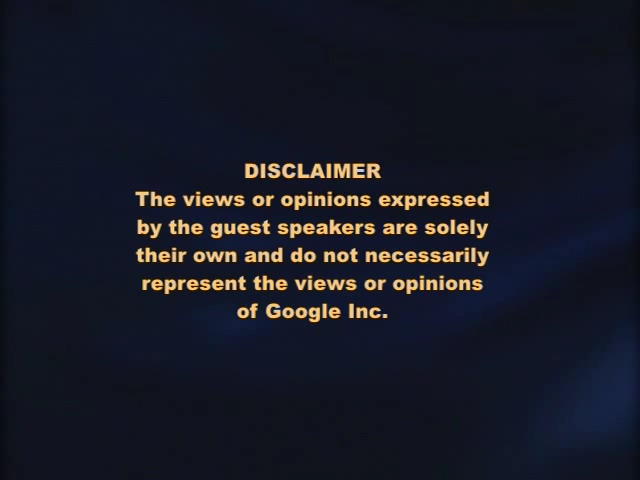 DISCLAIMER
The views or opinions expressed
by the guest speakers are solely
their own and do not necessarily
represent the views or opinions
of Google Inc.